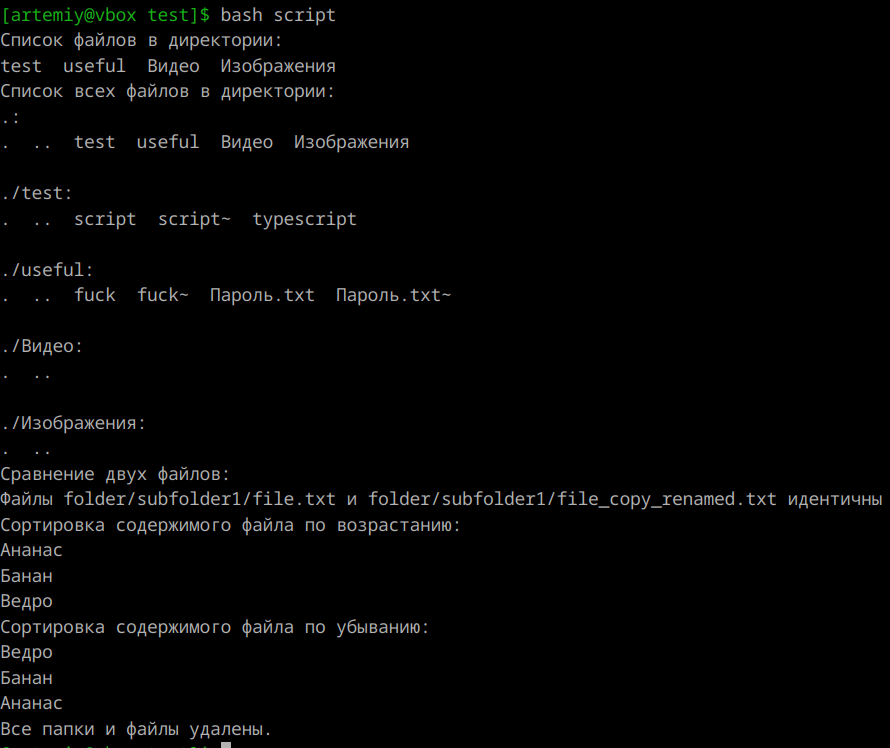 [artemiy@vbox test]$ bash script
Список файлов в директории:
test  useful  Видео  Изображения
Список всех файлов в директории:
.:
.  ..  test  useful  Видео  Изображения

./test:
.  ..  script  script~  typescript

./useful:
.  ..  fuck  fuck~  Пароль.txt  Пароль.txt~

./Видео:
.  ..

./Изображения:
.  ..
Сравнение двух файлов:
Файлы folder/subfolder1/file.txt и folder/subfolder1/file_copy_renamed.txt идентичны
Сортировка содержимого файла по возрастанию:
Ананас
Банан
Ведро
Сортировка содержимого файла по убыванию:
Ведро
Банан
Ананас
Все папки и файлы удалены.